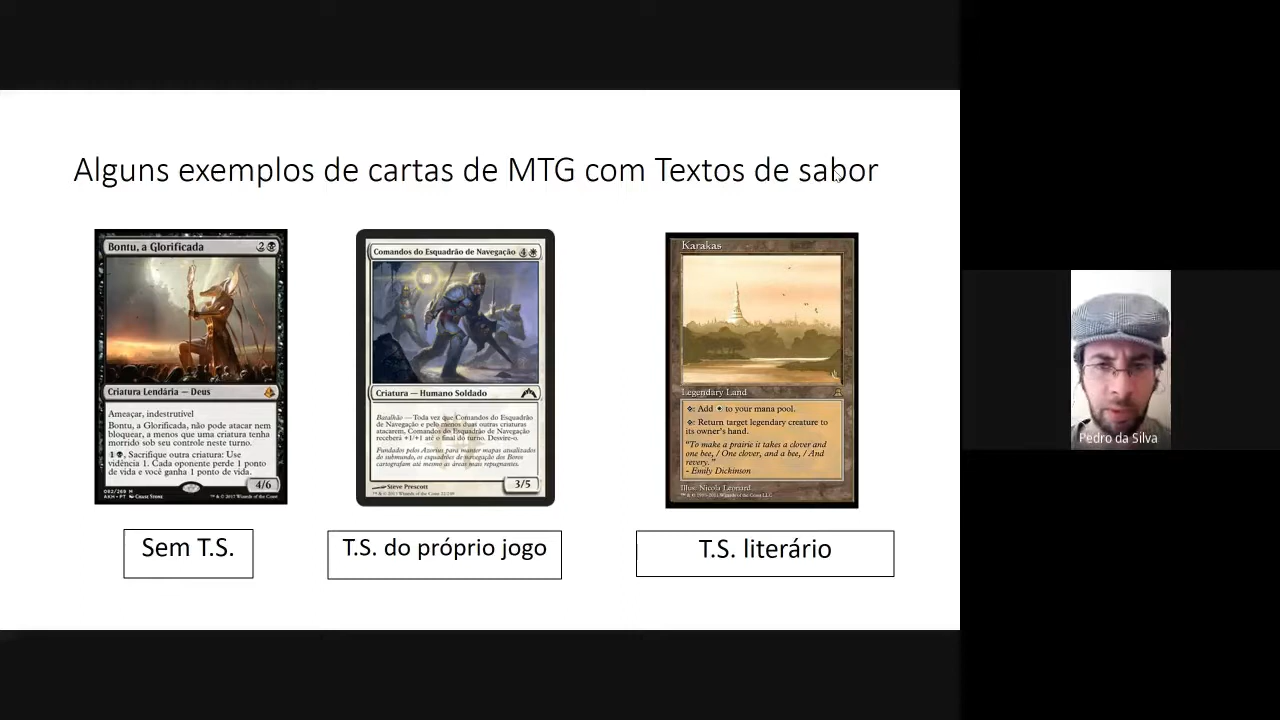 Alguns exemplos de cartas de MTG com Textos de sabor
Bontu, a Glorificada 2
Criatura Lendária — Deus
Ameaçar, indestrutível
Bontu, a Glorificada, não pode atacar nem
bloquear, a menos que uma criatura tenha
morrido sob seu controle neste turno.
1, Sacrifique outra criatura: Use
vidência 1. Cada oponente perde 1 ponto
de vida e você ganha 1 ponto de vida.
4/6
Sem T.S.
Comandos do Esquadrão de Navegação 4
Criatura — Humano Soldado
Batalhão — Toda vez que Comandos do Esquadrão
de Navegação e pelo menos duas outras criaturas
atacarem, Comandos do Esquadrão de Navegação
receberá +1/+1 até o final do turno. Desvire-o.
Fundados pelos Azorius para manter mapas atualizados
do submundo, os esquadrões de navegação dos Boros
cartografam até mesmo as áreas mais repugnantes.
Steve Prescott
3/5
T.S. do próprio jogo
Karakas
Legendary Land
: Add to your mana pool.
: Return target legendary creature to
its owner's hand.
"To make a prairie it takes a clover and
one bee, / One clover, and a bee, / And
revery."
- Emily Dickinson
Illus. Nicola Leonard
T.S. literário
Pedro da Silva